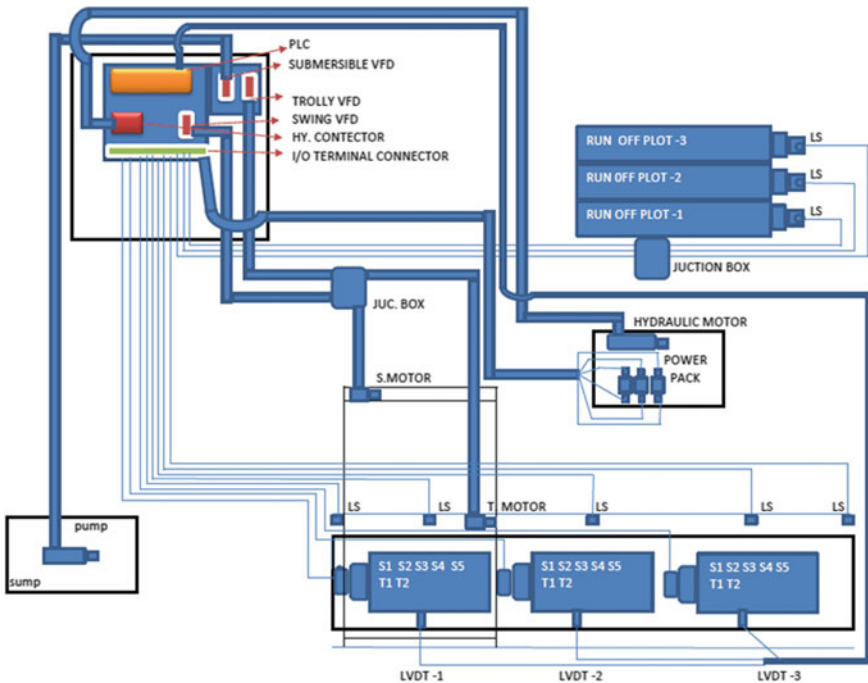 PLC
SUBMERSIBLE VFD
TROLLY VFD
SWING VFD
HY. CONTECTOR
I/O TERMINAL CONNECTOR
RUN OFF PLOT -3
LS
RUN 0FF PLOT -2
LS
RUN OFF PLOT -1
LS
JUCTION BOX
JUC. BOX
HYDRAULIC MOTOR
POWER
PACK
S.MOTOR
LS
LS
T. MOTOR
LS
LS
LS
pump
sump
S1 S2 S3 S4 S5
T1 T2
S1 S2 S3 S4 S5
T1 T2
S1 S2 S3 S4 S5
T1 T2
LVDT -1
LVDT -2
LVDT -3